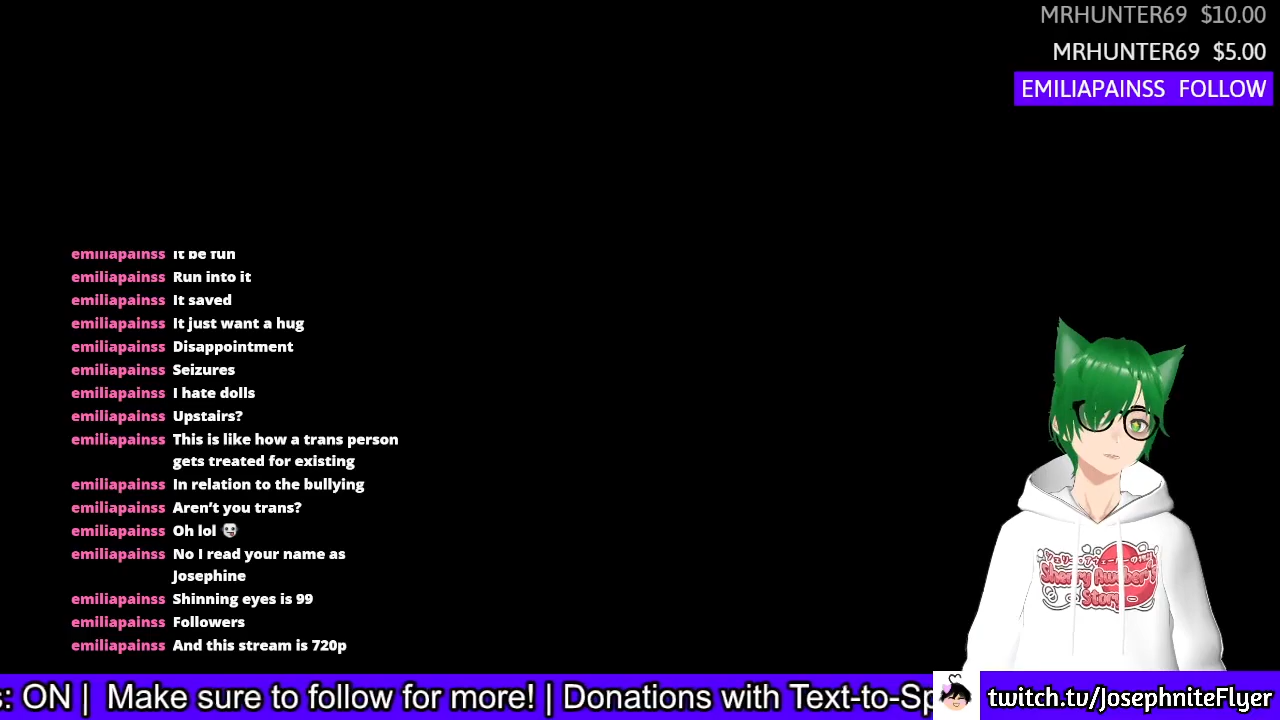 MRHUNTER69 $10.00
MRHUNTER69 $5.00
EMILIAPAINSS FOLLOW
emiliapainss It be fun
emiliapainss Run into it
emiliapainss It saved
emiliapainss It just want a hug
emiliapainss Disappointment
emiliapainss Seizures
emiliapainss I hate dolls
emiliapainss Upstairs?
emiliapainss This is like how a trans person
gets treated for existing
emiliapainss In relation to the bullying
emiliapainss Aren’t you trans?
emiliapainss Oh lol
emiliapainss No I read your name as
Josephine
emiliapainss Shinning eyes is 99
emiliapainss Followers
emiliapainss And this stream is 720p
Sherry
Story
: ON | Make sure to follow for more! | Donations with Text-to-Sp
twitch.tv/JosephniteFlyer